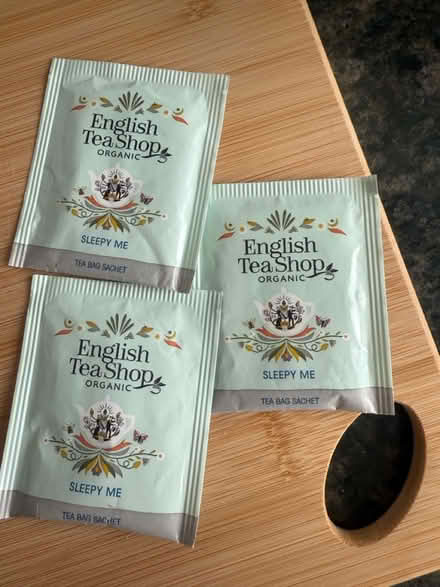 English
Tea Shop
ORGANIC
SLEEPY ME
TEA BAG SACHET
English
Tea Shop
ORGANIC
SLEEPY ME
TEA BAG SACHET
English
Tea Shop
ORGANIC
SLEEPY ME
TEA BAG SACHET